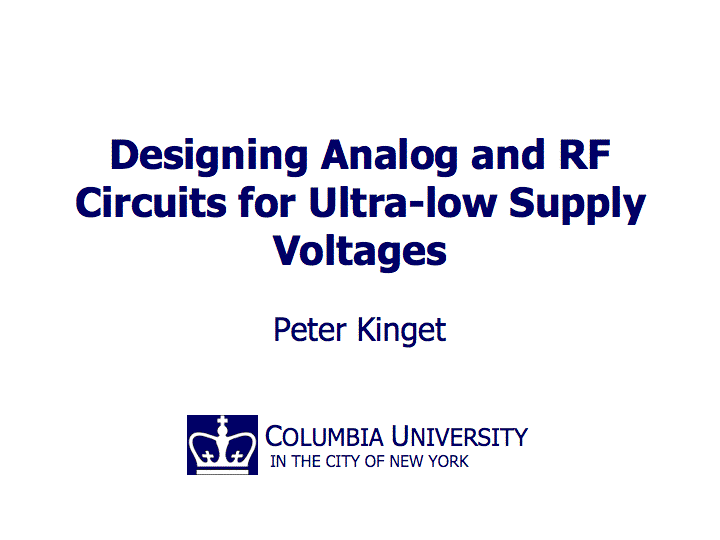 Designing Analog and RF
Circuits for Ultra-low Supply
Voltages
Peter Kinget
COLUMBIA UNIVERSITY
IN THE CITY OF NEW YORK